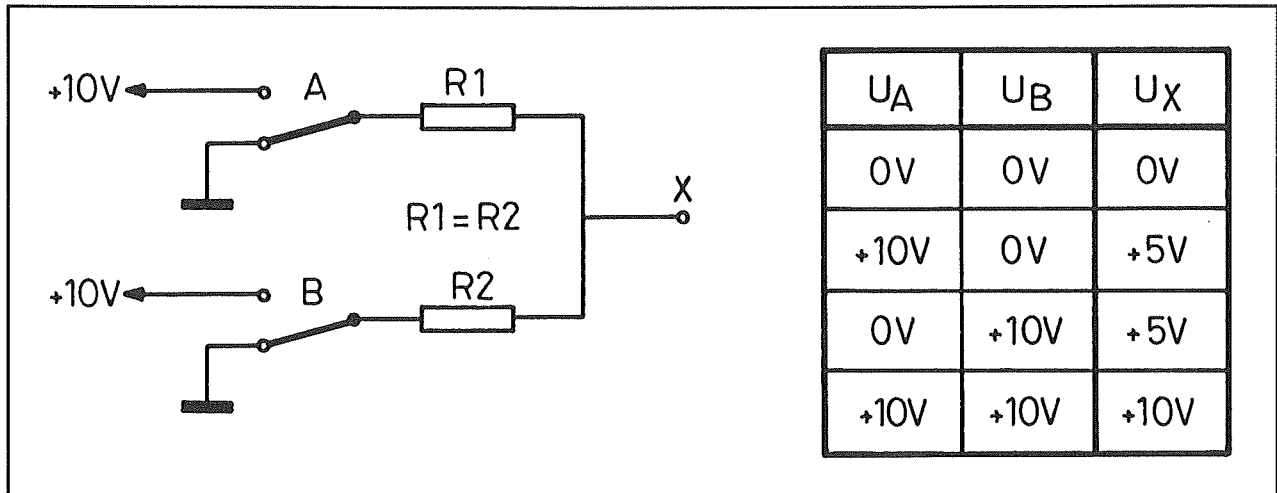 +10V A R1
R1=R2 X
+10V B R2
U_A U_B U_X
0V 0V 0V
+10V 0V +5V
0V +10V +5V
+10V +10V +10V